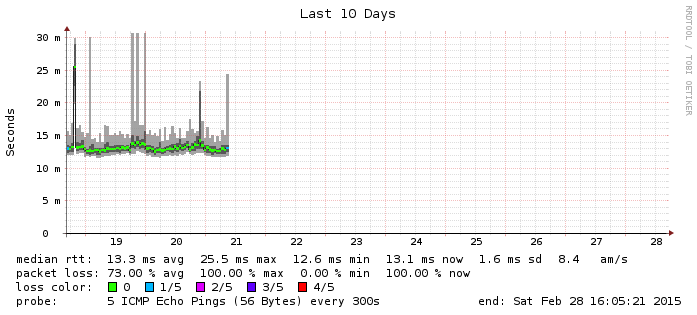 Last 10 Days
RRDTOOL / TOBI OETIKER
Seconds
30 m
25 m
20 m
15 m
10 m
5 m
0
19 20 21 22 23 24 25 26 27 28
median rtt: 13.3 ms avg 25.5 ms max 12.6 ms min 13.1 ms now 1.6 ms sd 8.4 am/s
packet loss: 73.00 % avg 100.00 % max 0.00 % min 100.00 % now
loss color: 0 1/5 2/5 3/5 4/5
probe: 5 ICMP Echo Pings (56 Bytes) every 300s end: Sat Feb 28 16:05:21 2015